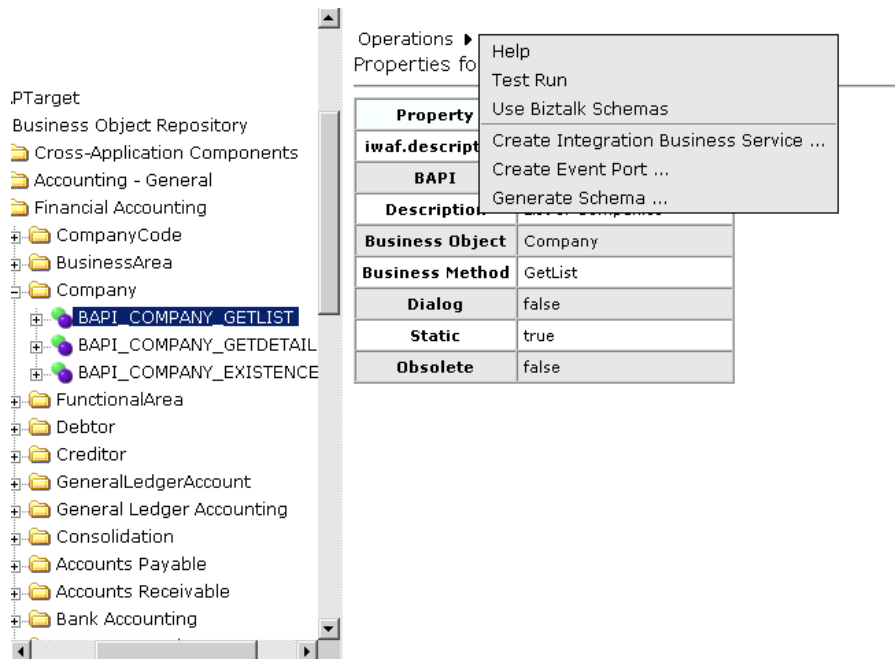 .PTarget
Business Object Repository
Cross-Application Components
Accounting - General
Financial Accounting
CompanyCode
BusinessArea
Company
BAPI_COMPANY_GETLIST
BAPI_COMPANY_GETDETAIL
BAPI_COMPANY_EXISTENCE
FunctionalArea
Debtor
Creditor
GeneralLedgerAccount
General Ledger Accounting
Consolidation
Accounts Payable
Accounts Receivable
Bank Accounting
Operations
Properties fo
Help
Test Run
Use Biztalk Schemas
Create Integration Business Service ...
Create Event Port ...
Generate Schema ...
Property
iwaf.descript
BAPI
Description
Business Object Company
Business Method GetList
Dialog false
Static true
Obsolete false